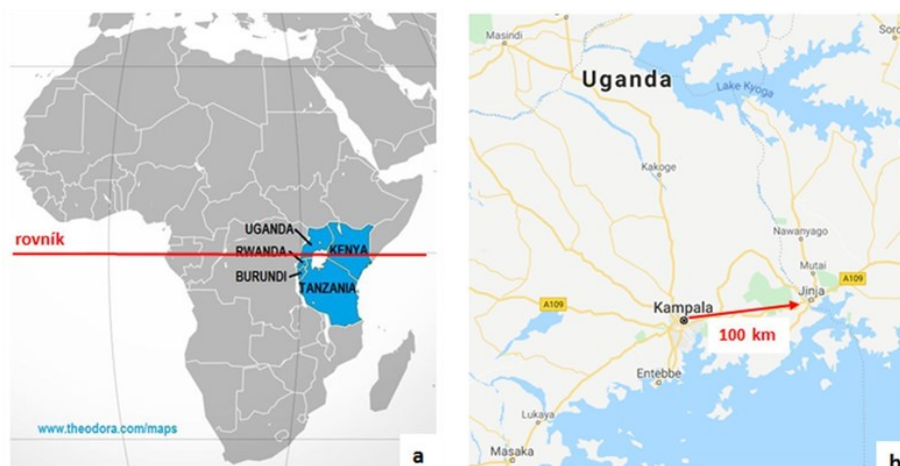 rovník
UGANDA
RWANDA
KENYA
BURUNDI
TANZANIA
www.theodora.com/maps
a
Masindi
Soro
Uganda
Lake Kyoga
Kakoge
Nawanyago
Mutai
A109
Jinja
A109
Kampala
100 km
Entebbe
Lukaya
Masaka
b